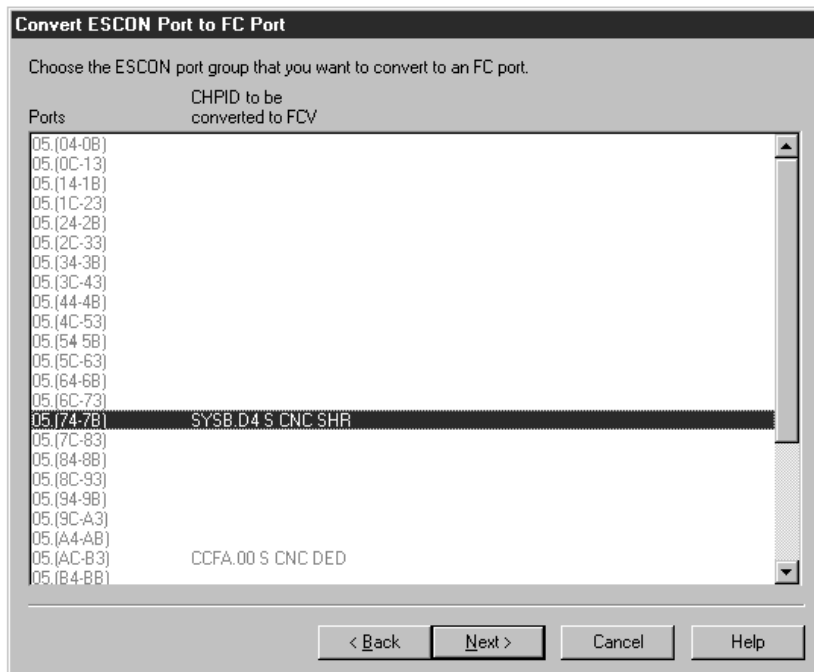 Convert ESCON Port to FC Port
Choose the ESCON port group that you want to convert to an FC port.
CHPID to be
Ports converted to FCV
05.(04-0B)
05.(0C-13)
05.(14-1B)
05.(1C-23)
05.(24-2B)
05.(2C-33)
05.(34-3B)
05.(3C-43)
05.(44-4B)
05.(4C-53)
05.(54 5B)
05.(5C-63)
05.(64-6B)
05.(6C-73)
05.(74-7B) SYSB.D4 S CNC SHR
05.(7C-83)
05.(84-8B)
05.(8C-93)
05.(94-9B)
05.(9C-A3)
05.(A4-AB)
05.(AC-B3) CCFA.00 S CNC DED
05.(B4-BB)
< Back Next > Cancel Help